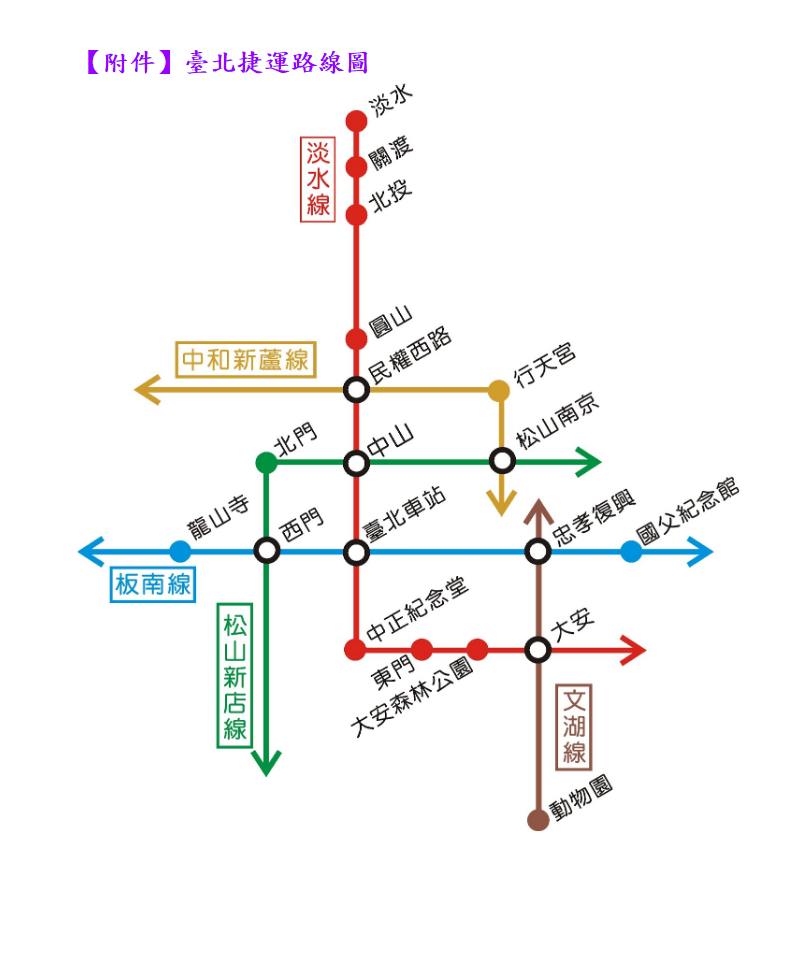 【附件】臺北捷運路線圖
淡水
淡水線
關渡
北投
圓山
中和新蘆線
民權西路
行天宮
松山南京
北門
中山
龍山寺
西門
臺北車站
忠孝復興
國父紀念館
板南線
松山新店線
中正紀念堂
東門
大安森林公園
大安
文湖線
動物園